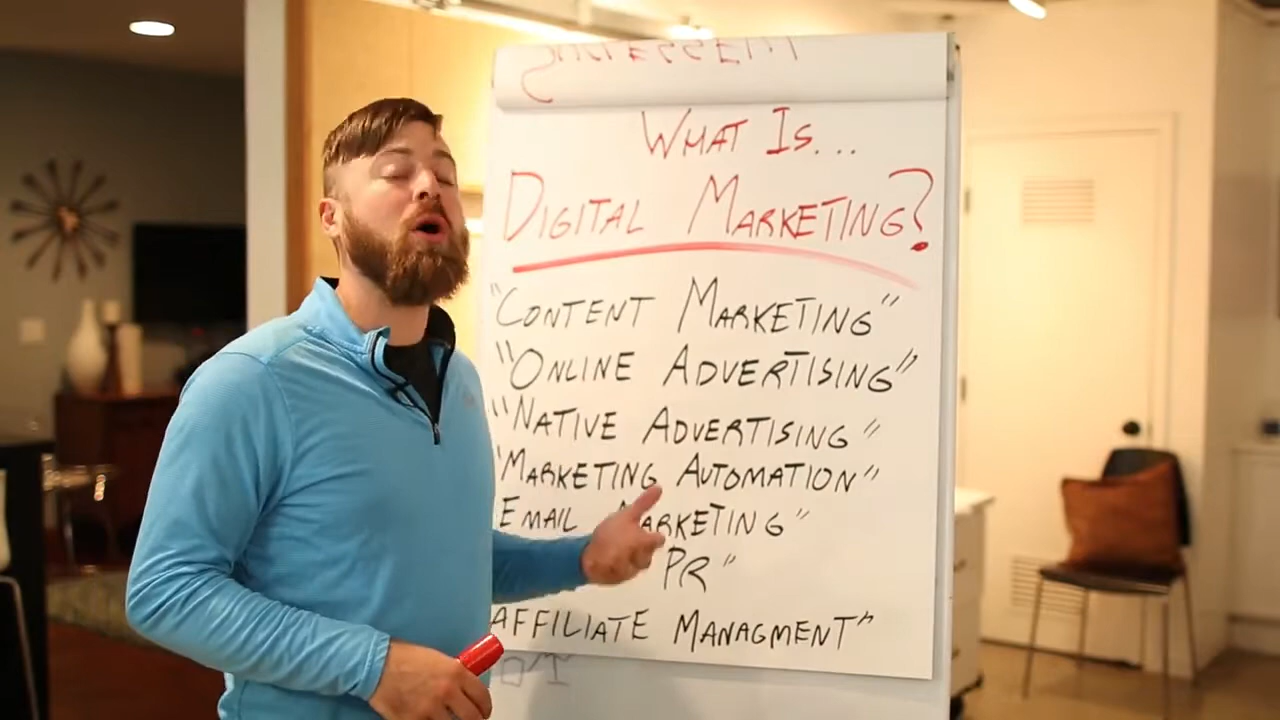 What Is...
Digital Marketing?
"Content Marketing"
"Online Advertising"
"Native Advertising"
"Marketing Automation"
Email Marketing"
PR"
Affiliate Managment"